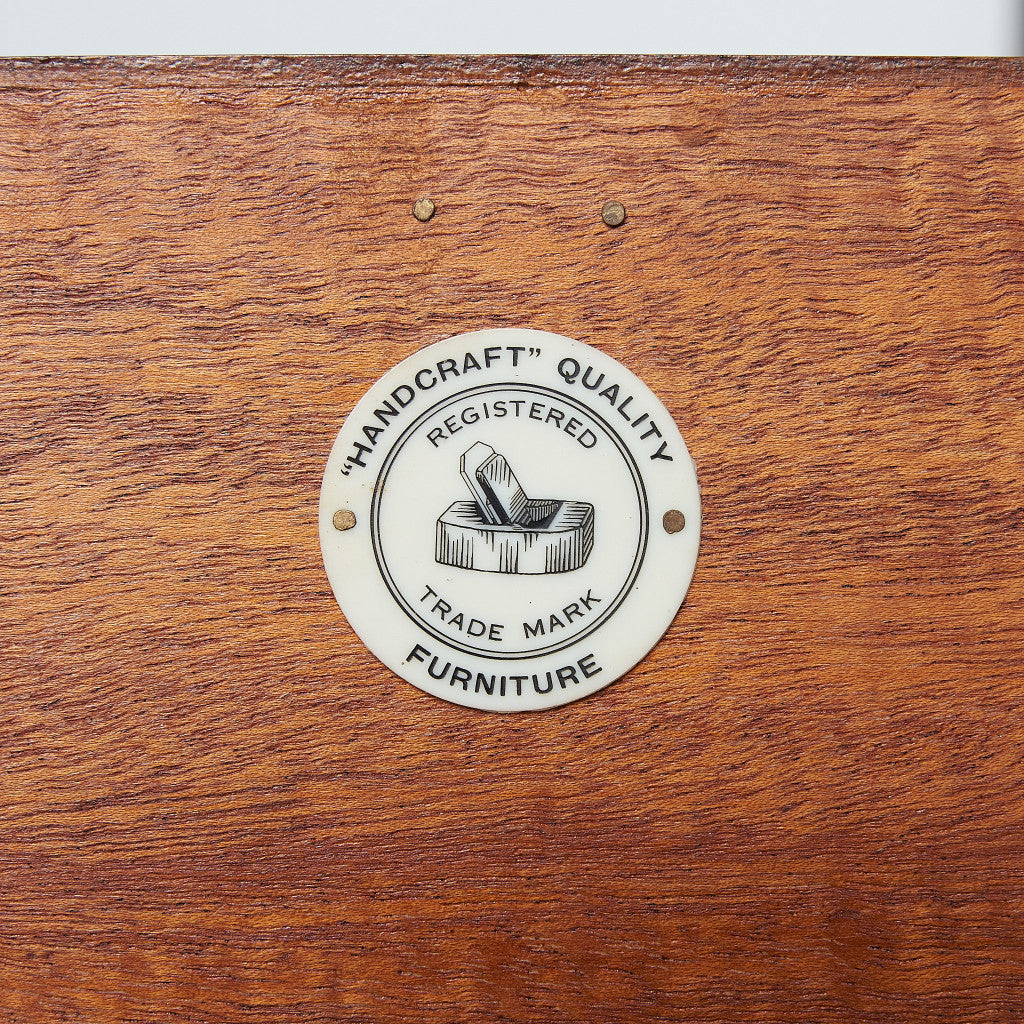 “HANDCRAFT” QUALITY
REGISTERED
TRADE MARK
FURNITURE